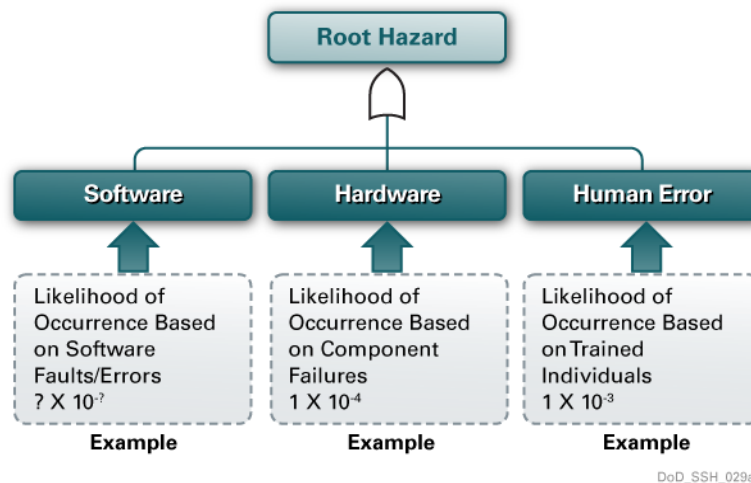 Root Hazard
Software
Hardware
Human Error
Likelihood of
Occurrence Based
on Software
Faults/Errors
? X 10⁻?
Example
Likelihood of
Occurrence Based
on Component
Failures
1 X 10⁻⁴
Example
Likelihood of
Occurrence Based
on Trained
Individuals
1 X 10⁻³
Example
DoD_SSH_029a